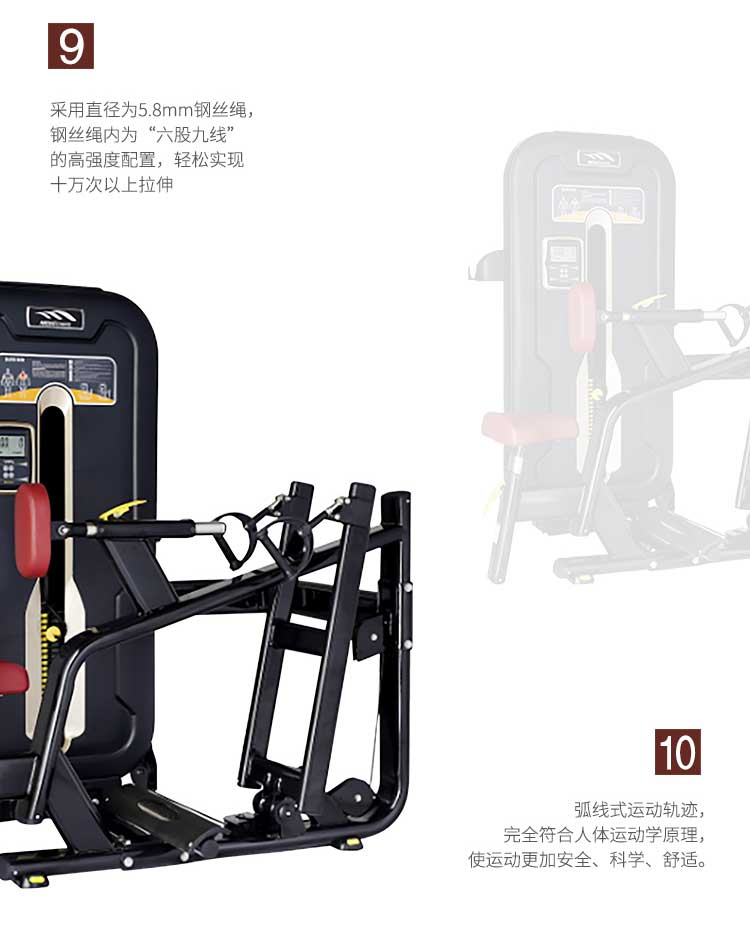 9
采用直径为5.8mm钢丝绳，
钢丝绳内为“六股九线”
的高强度配置，轻松实现
十万次以上拉伸
10
弧线式运动轨迹，
完全符合人体运动学原理，
使运动更加安全、科学、舒适。